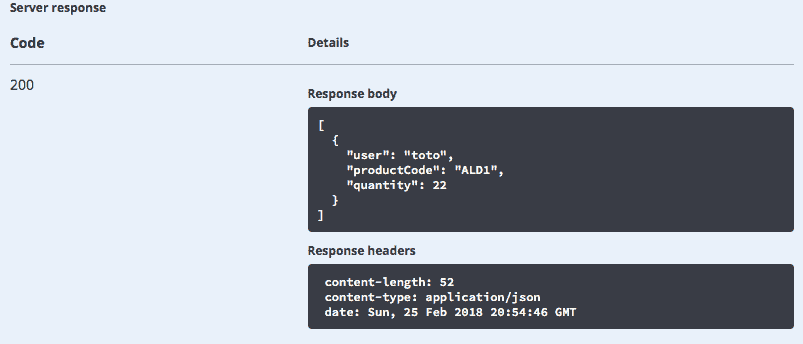 Server response
Code Details
200
Response body
[
  {
    "user": "toto",
    "productCode": "ALD1",
    "quantity": 22
  }
]
Response headers
content-length: 52
content-type: application/json
date: Sun, 25 Feb 2018 20:54:46 GMT